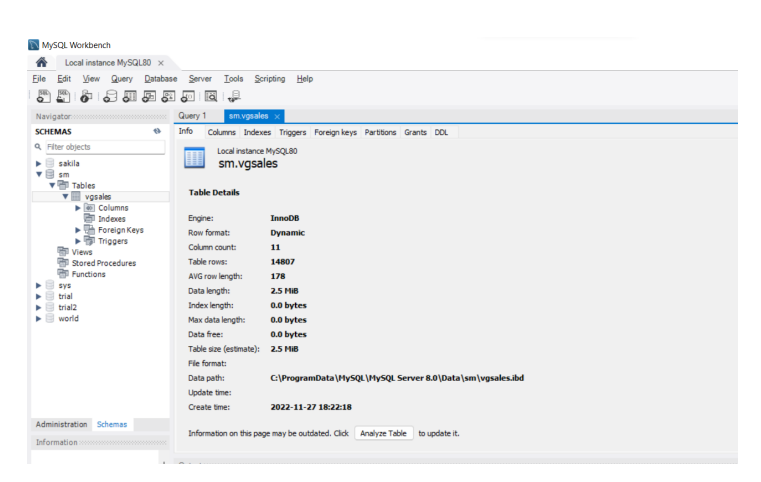 MySQL Workbench
Local instance MySQL80 ×
File Edit View Query Database Server Tools Scripting Help
Navigator
Query 1 sm.vgsales ×
SCHEMAS
Info Columns Indexes Triggers Foreign keys Partitions Grants DDL
Filter objects
Local instance MySQL80
sm.vgsales
sakila
sm
Tables
vgsales
Columns
Indexes
Foreign Keys
Triggers
Views
Stored Procedures
Functions
sys
trial
trial2
world
Table Details
Engine: InnoDB
Row format: Dynamic
Column count: 11
Table rows: 14807
AVG row length: 178
Data length: 2.5 MiB
Index length: 0.0 bytes
Max data length: 0.0 bytes
Data free: 0.0 bytes
Table size (estimate): 2.5 MiB
File format:
Data path: C:\ProgramData\MySQL\MySQL Server 8.0\Data\sm\vgsales.ibd
Update time:
Create time: 2022-11-27 18:22:18
Information on this page may be outdated. Click Analyze Table to update it.
Administration Schemas
Information